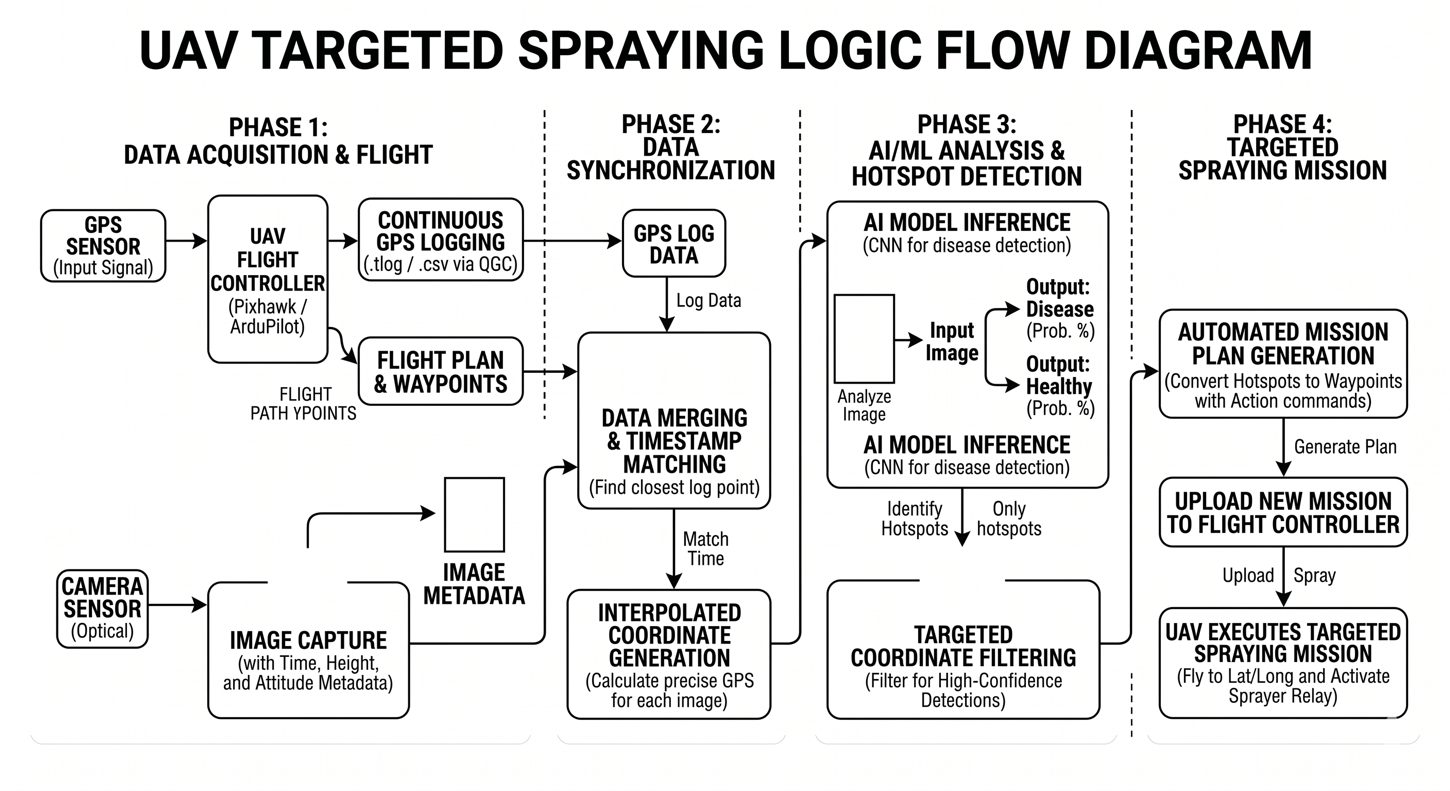 UAV TARGETED SPRAYING LOGIC FLOW DIAGRAM
PHASE 1:
DATA ACQUISITION & FLIGHT
GPS
SENSOR
(Input Signal)
UAV
FLIGHT
CONTROLLER
(Pixhawk /
ArduPilot)
CONTINUOUS
GPS LOGGING
(.tlog / .csv via QGC)
FLIGHT PLAN
& WAYPOINTS
FLIGHT
PATH YPOINTS
CAMERA
SENSOR
(Optical)
IMAGE CAPTURE
(with Time, Height,
and Attitude Metadata)
IMAGE
METADATA
PHASE 2:
DATA
SYNCHRONIZATION
GPS LOG
DATA
Log Data
DATA MERGING
& TIMESTAMP
MATCHING
(Find closest log point)
Match
Time
INTERPOLATED
COORDINATE
GENERATION
(Calculate precise GPS
for each image)
PHASE 3:
AI/ML ANALYSIS &
HOTSPOT DETECTION
AI MODEL INFERENCE
(CNN for disease detection)
Analyze
Image
Input
Image
Output:
Disease
(Prob. %)
Output:
Healthy
(Prob. %)
AI MODEL INFERENCE
(CNN for disease detection)
Identify
Hotspots
Only
hotspots
TARGETED
COORDINATE FILTERING
(Filter for High-Confidence
Detections)
PHASE 4:
TARGETED
SPRAYING MISSION
AUTOMATED MISSION
PLAN GENERATION
(Convert Hotspots to Waypoints
with Action commands)
Generate Plan
UPLOAD NEW MISSION
TO FLIGHT CONTROLLER
Upload
Spray
UAV EXECUTES TARGETED
SPRAYING MISSION
(Fly to Lat/Long and Activate
Sprayer Relay)